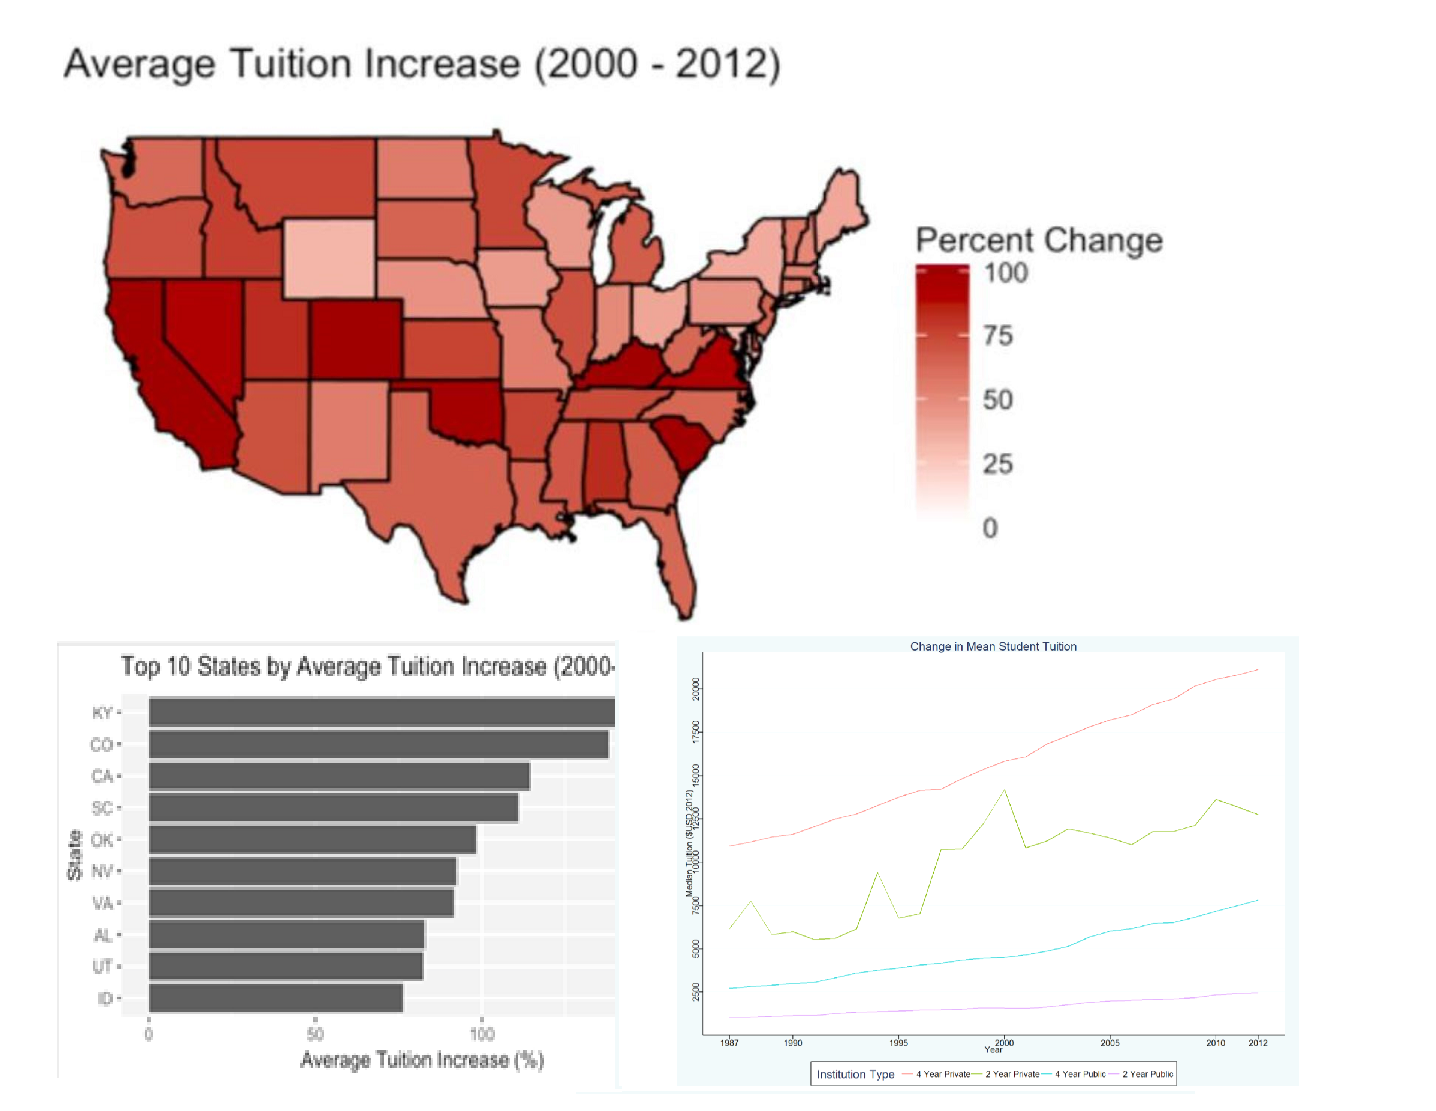 Average Tuition Increase (2000 - 2012)
Percent Change
100
75
50
25
0
Top 10 States by Average Tuition Increase (2000-
State
KY
CO
CA
SC
OK
NV
VA
AL
UT
ID
0 50 100
Average Tuition Increase (%)
Change in Mean Student Tuition
Median Tuition ($USD 2012)
20000
17500
15000
12500
10000
7500
5000
2500
1987 1990 1995 2000 2005 2010 2012
Year
Institution Type 4 Year Private 2 Year Private 4 Year Public 2 Year Public